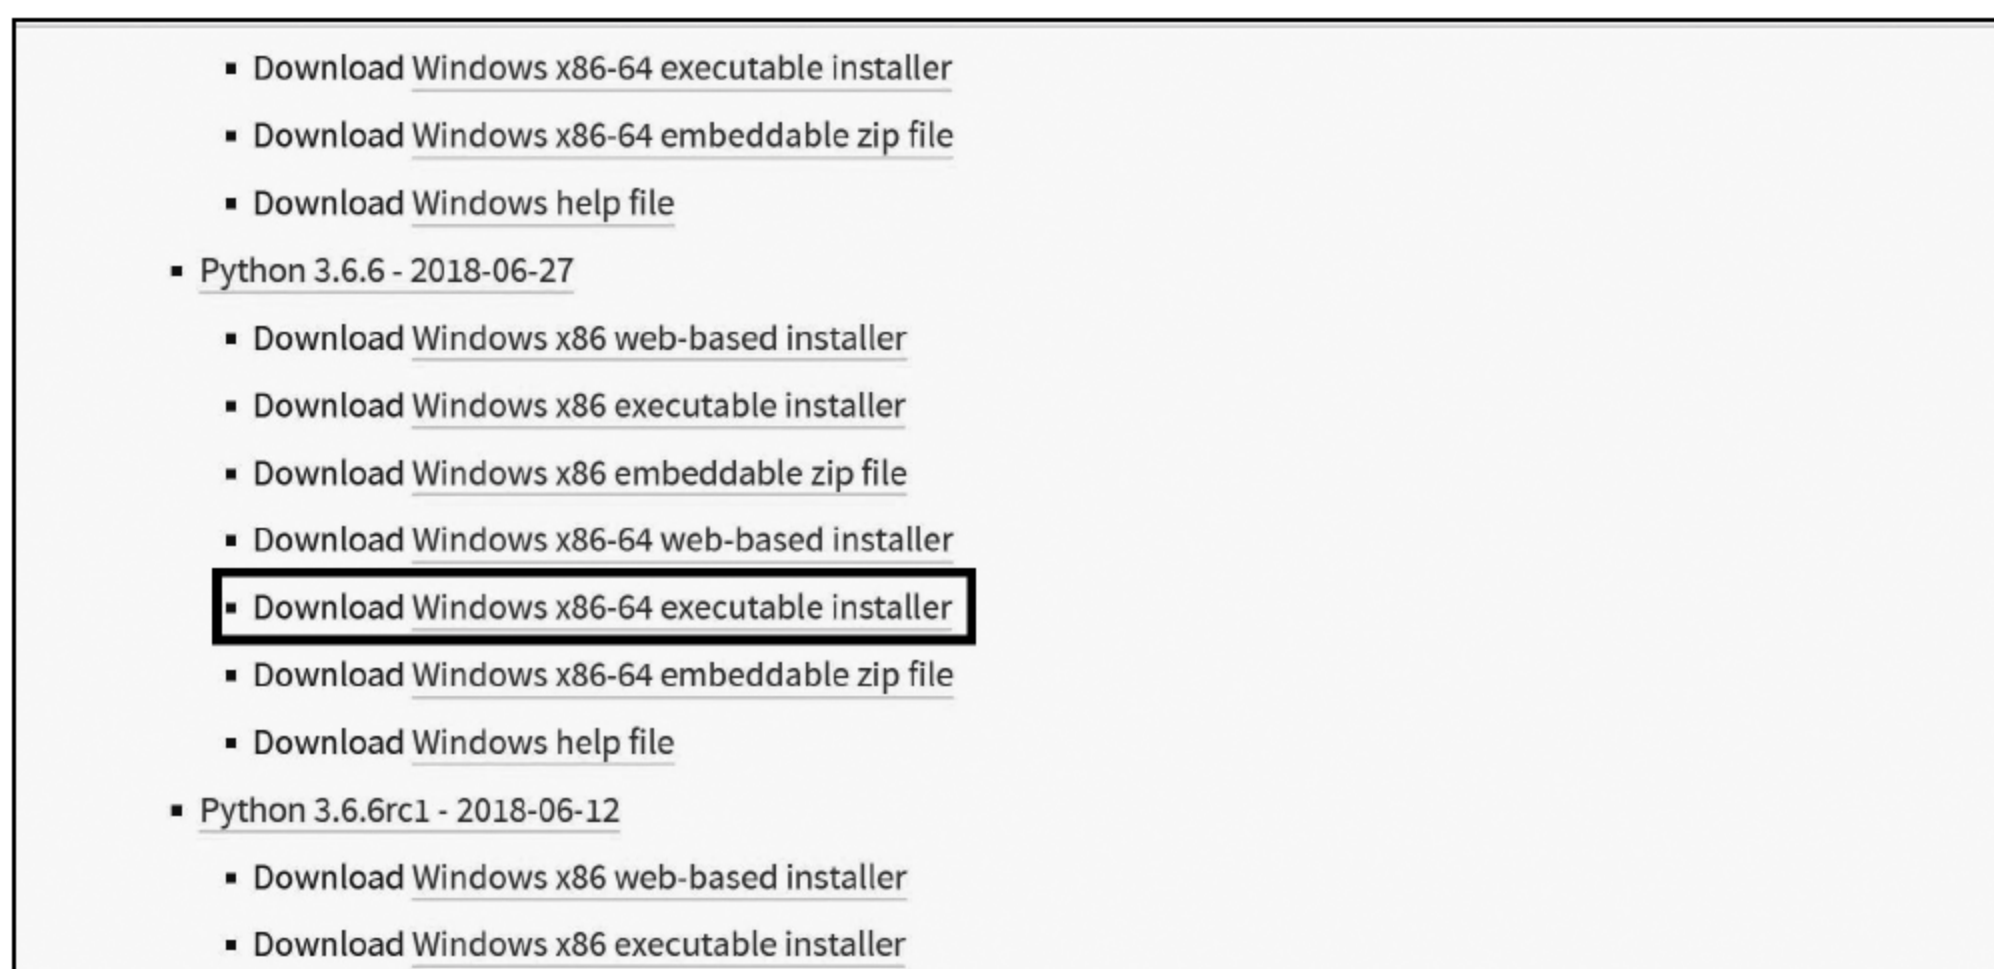 Download Windows x86-64 executable installer
Download Windows x86-64 embeddable zip file
Download Windows help file
Python 3.6.6 - 2018-06-27
Download Windows x86 web-based installer
Download Windows x86 executable installer
Download Windows x86 embeddable zip file
Download Windows x86-64 web-based installer
Download Windows x86-64 executable installer
Download Windows x86-64 embeddable zip file
Download Windows help file
Python 3.6.6rc1 - 2018-06-12
Download Windows x86 web-based installer
Download Windows x86 executable installer